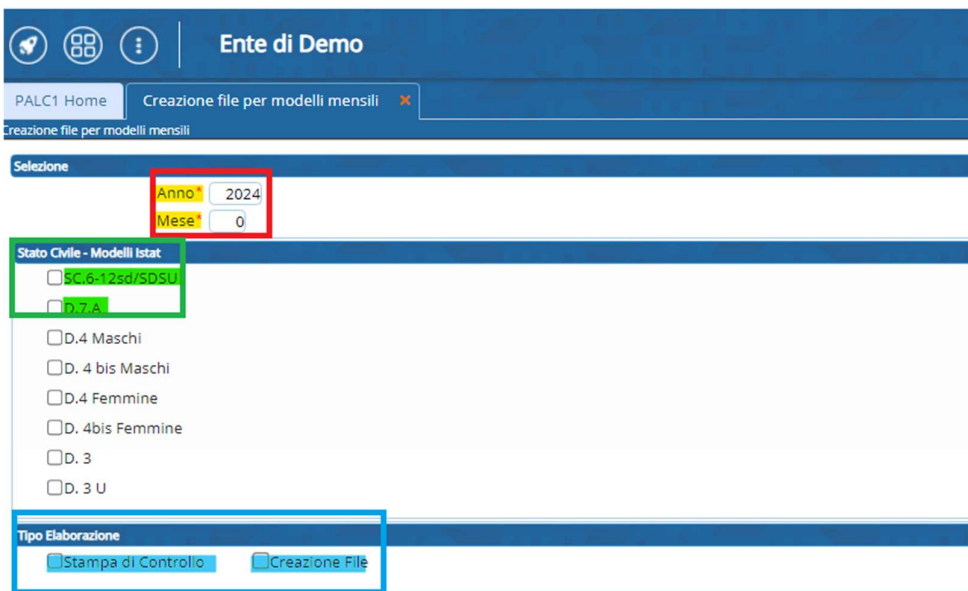 Ente di Demo
PALC1 Home Creazione file per modelli mensili
Creazione file per modelli mensili
Selezione
Anno* 2024
Mese* 0
Stato Civile - Modelli Istat
SC.6-12sd/SDSU
D.7.A
D.4 Maschi
D. 4 bis Maschi
D.4 Femmine
D. 4bis Femmine
D. 3
D. 3 U
Tipo Elaborazione
Stampa di Controllo Creazione File